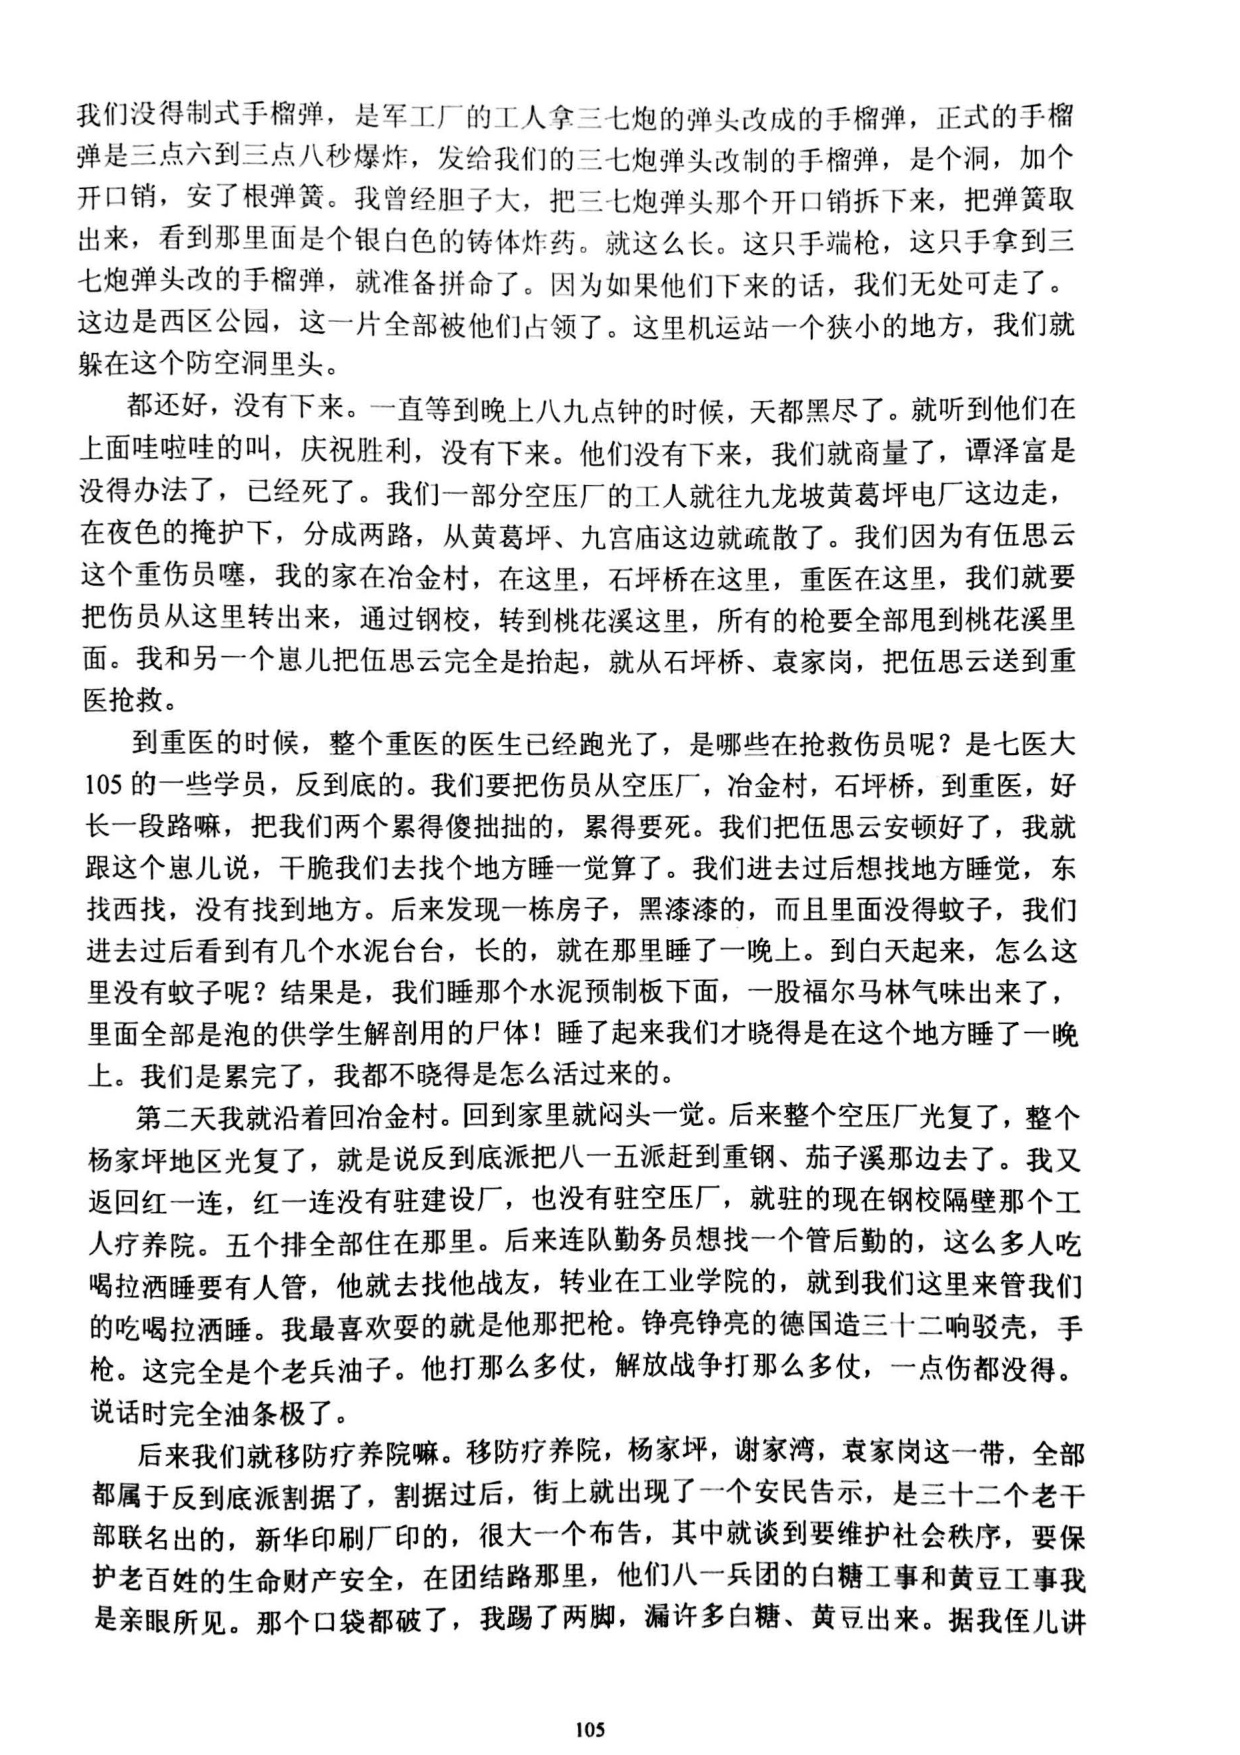 我们没得制式手榴弹，是军工厂的工人拿三七炮的弹头改成的手榴弹，正式的手榴
弹是三点六到三点八秒爆炸，发给我们的三七炮弹头改制的手榴弹，是个洞，加个
开口销，安了根弹簧。我曾经胆子大，把三七炮弹头那个开口销拆下来，把弹簧取
出来，看到那里面是个银白色的铸体炸药。就这么长。这只手端枪，这只手拿到三
七炮弹头改的手榴弹，就准备拼命了。因为如果他们下来的话，我们无处可走了。
这边是西区公园，这一片全部被他们占领了。这里机运站一个狭小的地方，我们就
躲在这个防空洞里头。
都还好，没有下来。一直等到晚上八九点钟的时候，天都黑尽了。就听到他们在
上面哇啦哇的叫，庆祝胜利，没有下来。他们没有下来，我们就商量了，谭泽富是
没得办法了，已经死了。我们一部分空压厂的工人就往九龙坡黄葛坪电厂这边走，
在夜色的掩护下，分成两路，从黄葛坪、九宫庙这边就疏散了。我们因为有伍思云
这个重伤员噻，我的家在冶金村，在这里，石坪桥在这里，重医在这里，我们就要
把伤员从这里转出来，通过钢校，转到桃花溪这里，所有的枪要全部甩到桃花溪里
面。我和另一个崽儿把伍思云完全是抬起，就从石坪桥、袁家岗，把伍思云送到重
医抢救。
到重医的时候，整个重医的医生已经跑光了，是哪些在抢救伤员呢？是七医大
105 的一些学员，反到底的。我们要把伤员从空压厂，冶金村，石坪桥，到重医，好
长一段路嘛，把我们两个累得傻拙拙的，累得要死。我们把伍思云安顿好了，我就
跟这个崽儿说，干脆我们去找个地方睡一觉算了。我们进去过后想找地方睡觉，东
找西找，没有找到地方。后来发现一栋房子，黑漆漆的，而且里面没得蚊子，我们
进去过后看到有几个水泥台台，长的，就在那里睡了一晚上。到白天起来，怎么这
里没有蚊子呢？结果是，我们睡那个水泥预制板下面，一股福尔马林气味出来了，
里面全部是泡的供学生解剖用的尸体！睡了起来我们才晓得是在这个地方睡了一晚
上。我们是累完了，我都不晓得是怎么活过来的。
第二天我就沿着回冶金村。回到家里就闷头一觉。后来整个空压厂光复了，整个
杨家坪地区光复了，就是说反到底派把八一五派赶到重钢、茄子溪那边去了。我又
返回红一连，红一连没有驻建设厂，也没有驻空压厂，就驻的现在钢校隔壁那个工
人疗养院。五个排全部住在那里。后来连队勤务员想找一个管后勤的，这么多人吃
喝拉洒睡要有人管，他就去找他战友，转业在工业学院的，就到我们这里来管我们
的吃喝拉洒睡。我最喜欢耍的就是他那把枪。铮亮铮亮的德国造三十二响驳壳，手
枪。这完全是个老兵油子。他打那么多仗，解放战争打那么多仗，一点伤都没得。
说话时完全油条极了。
后来我们就移防疗养院嘛。移防疗养院，杨家坪，谢家湾，袁家岗这一带，全部
都属于反到底派割据了，割据过后，街上就出现了一个安民告示，是三十二个老干
部联名出的，新华印刷厂印的，很大一个布告，其中就谈到要维护社会秩序，要保
护老百姓的生命财产安全，在团结路那里，他们八一兵团的白糖工事和黄豆工事我
是亲眼所见。那个口袋都破了，我踢了两脚，漏许多白糖、黄豆出来。据我侄儿讲
105